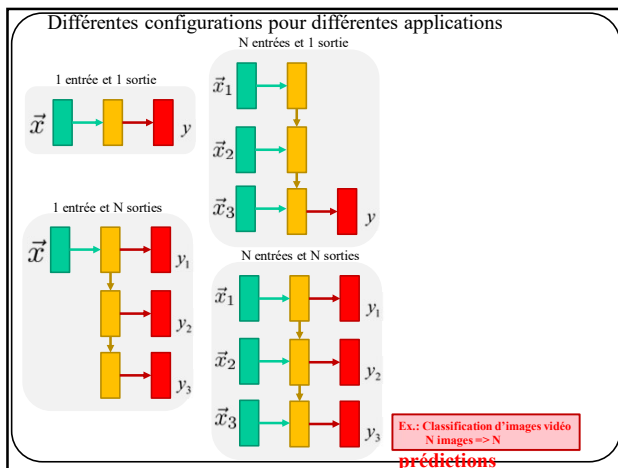 Différentes configurations pour différentes applications
1 entrée et 1 sortie
x⃗
y
N entrées et 1 sortie
x⃗₁
x⃗₂
x⃗₃
y
1 entrée et N sorties
x⃗
y₁
y₂
y₃
N entrées et N sorties
x⃗₁
y₁
x⃗₂
y₂
x⃗₃
y₃
Ex.: Classification d'images vidéo
N images => N
prédictions